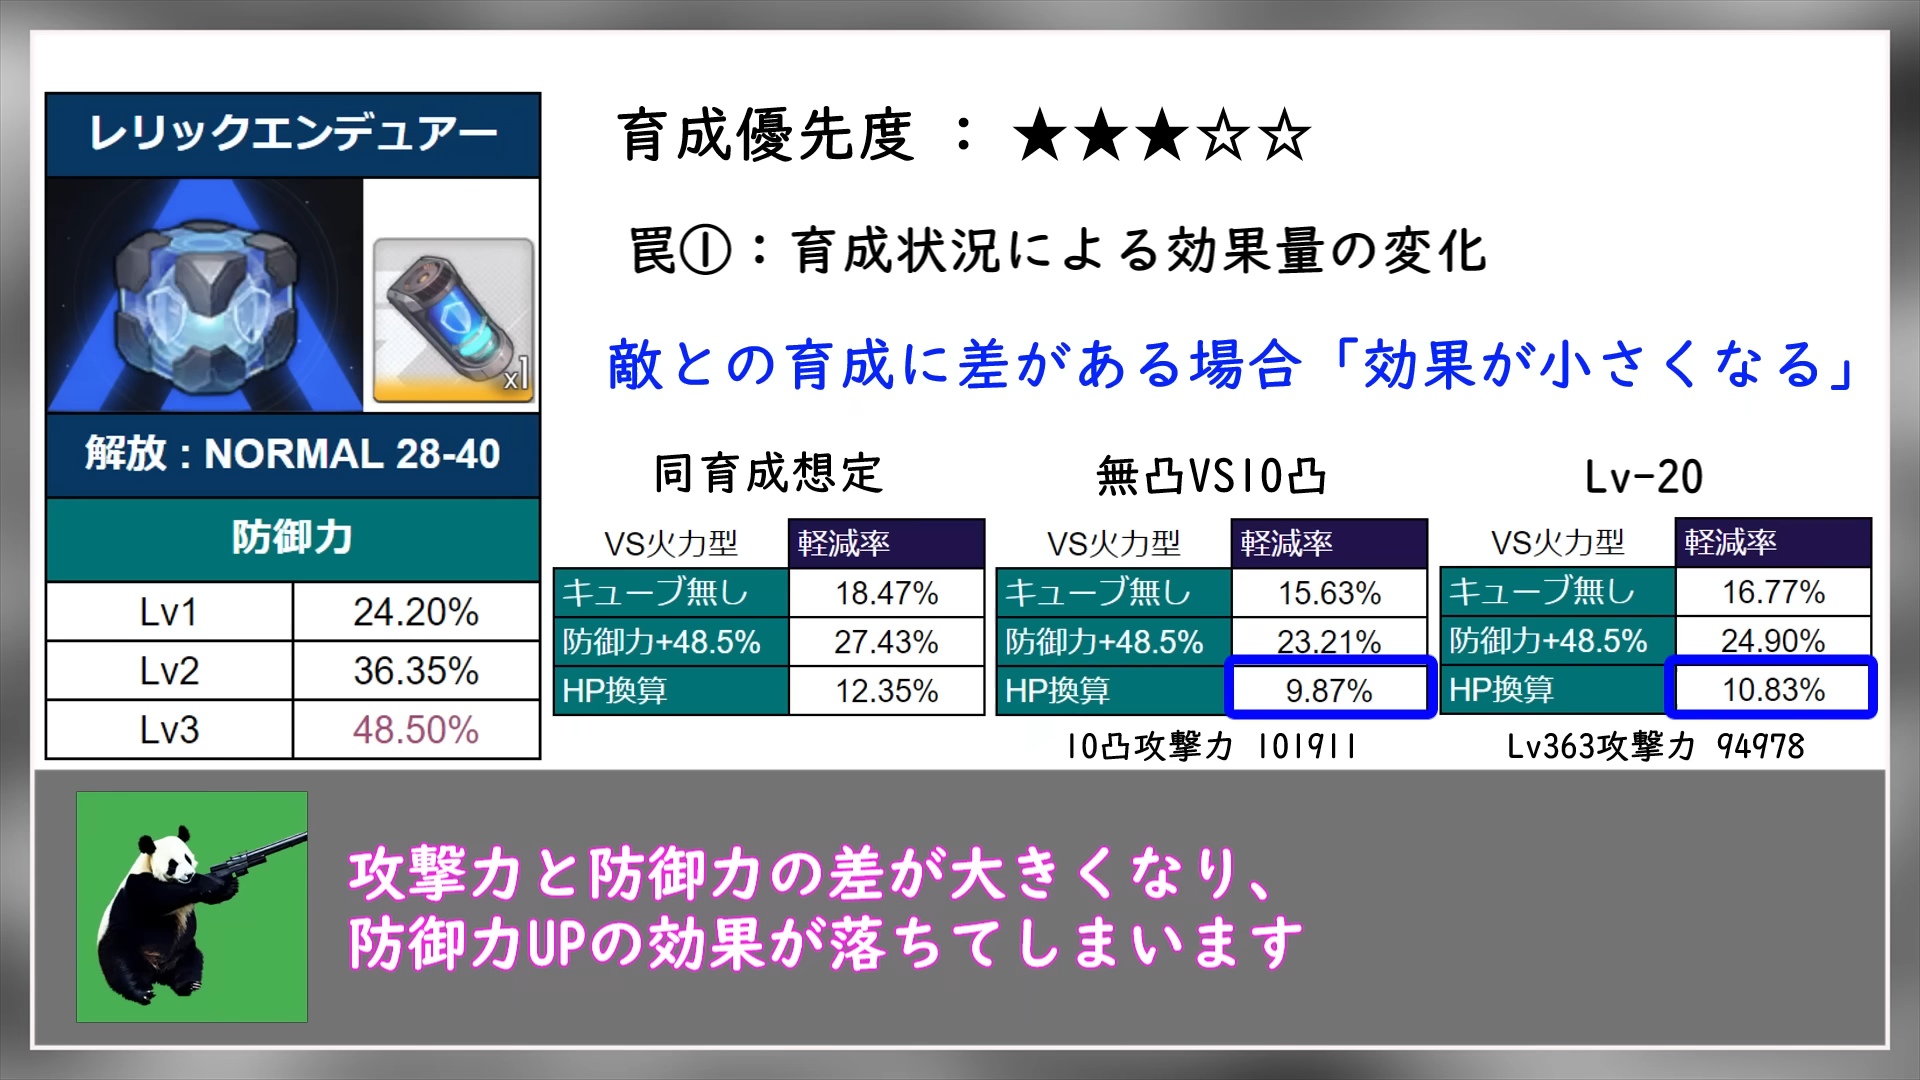 レリックエンデュアー
x1
解放 : NORMAL 28-40
防御力
Lv1 24.20%
Lv2 36.35%
Lv3 48.50%
育成優先度 : ★★★☆☆
罠①:育成状況による効果量の変化
敵との育成に差がある場合「効果が小さくなる」
同育成想定
VS火力型 軽減率
キューブ無し 18.47%
防御力+48.5% 27.43%
HP換算 12.35%
無凸VS10凸
VS火力型 軽減率
キューブ無し 15.63%
防御力+48.5% 23.21%
HP換算 9.87%
10凸攻撃力 101911
Lv-20
VS火力型 軽減率
キューブ無し 16.77%
防御力+48.5% 24.90%
HP換算 10.83%
Lv363攻撃力 94978
攻撃力と防御力の差が大きくなり、
防御力UPの効果が落ちてしまいます